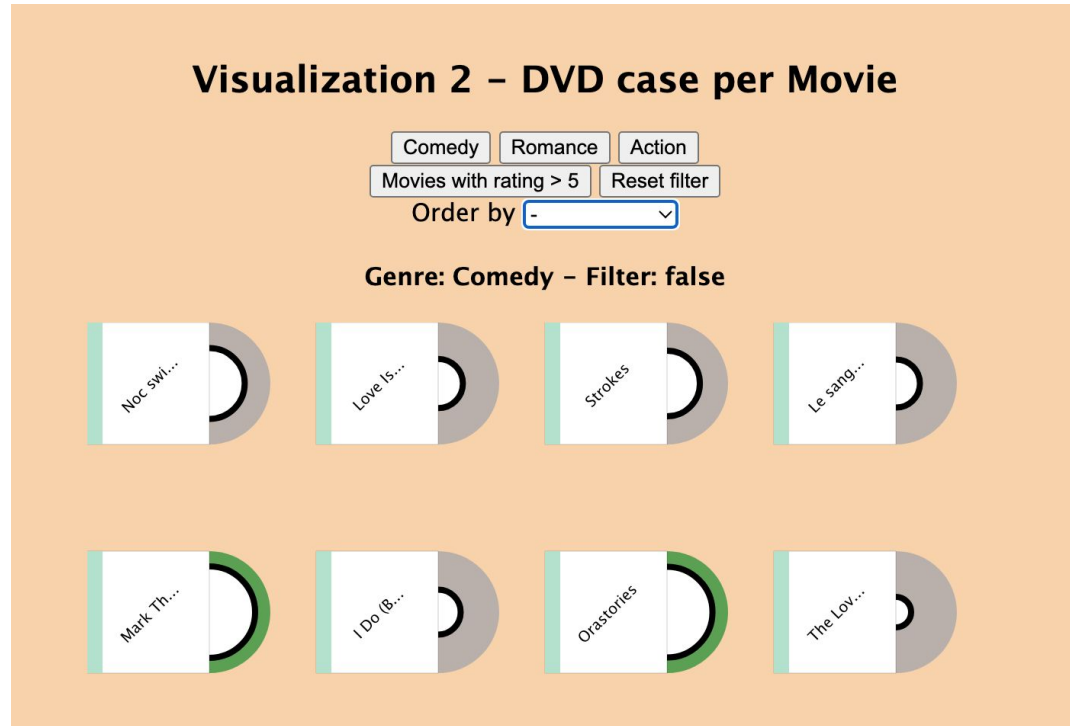 Visualization 2 – DVD case per Movie
Comedy Romance Action
Movies with rating > 5 Reset filter
Order by -
Genre: Comedy – Filter: false
Noc swi... Love Is... Strokes Le sang...
Mark Th... I Do (B... Orastories The Lov...